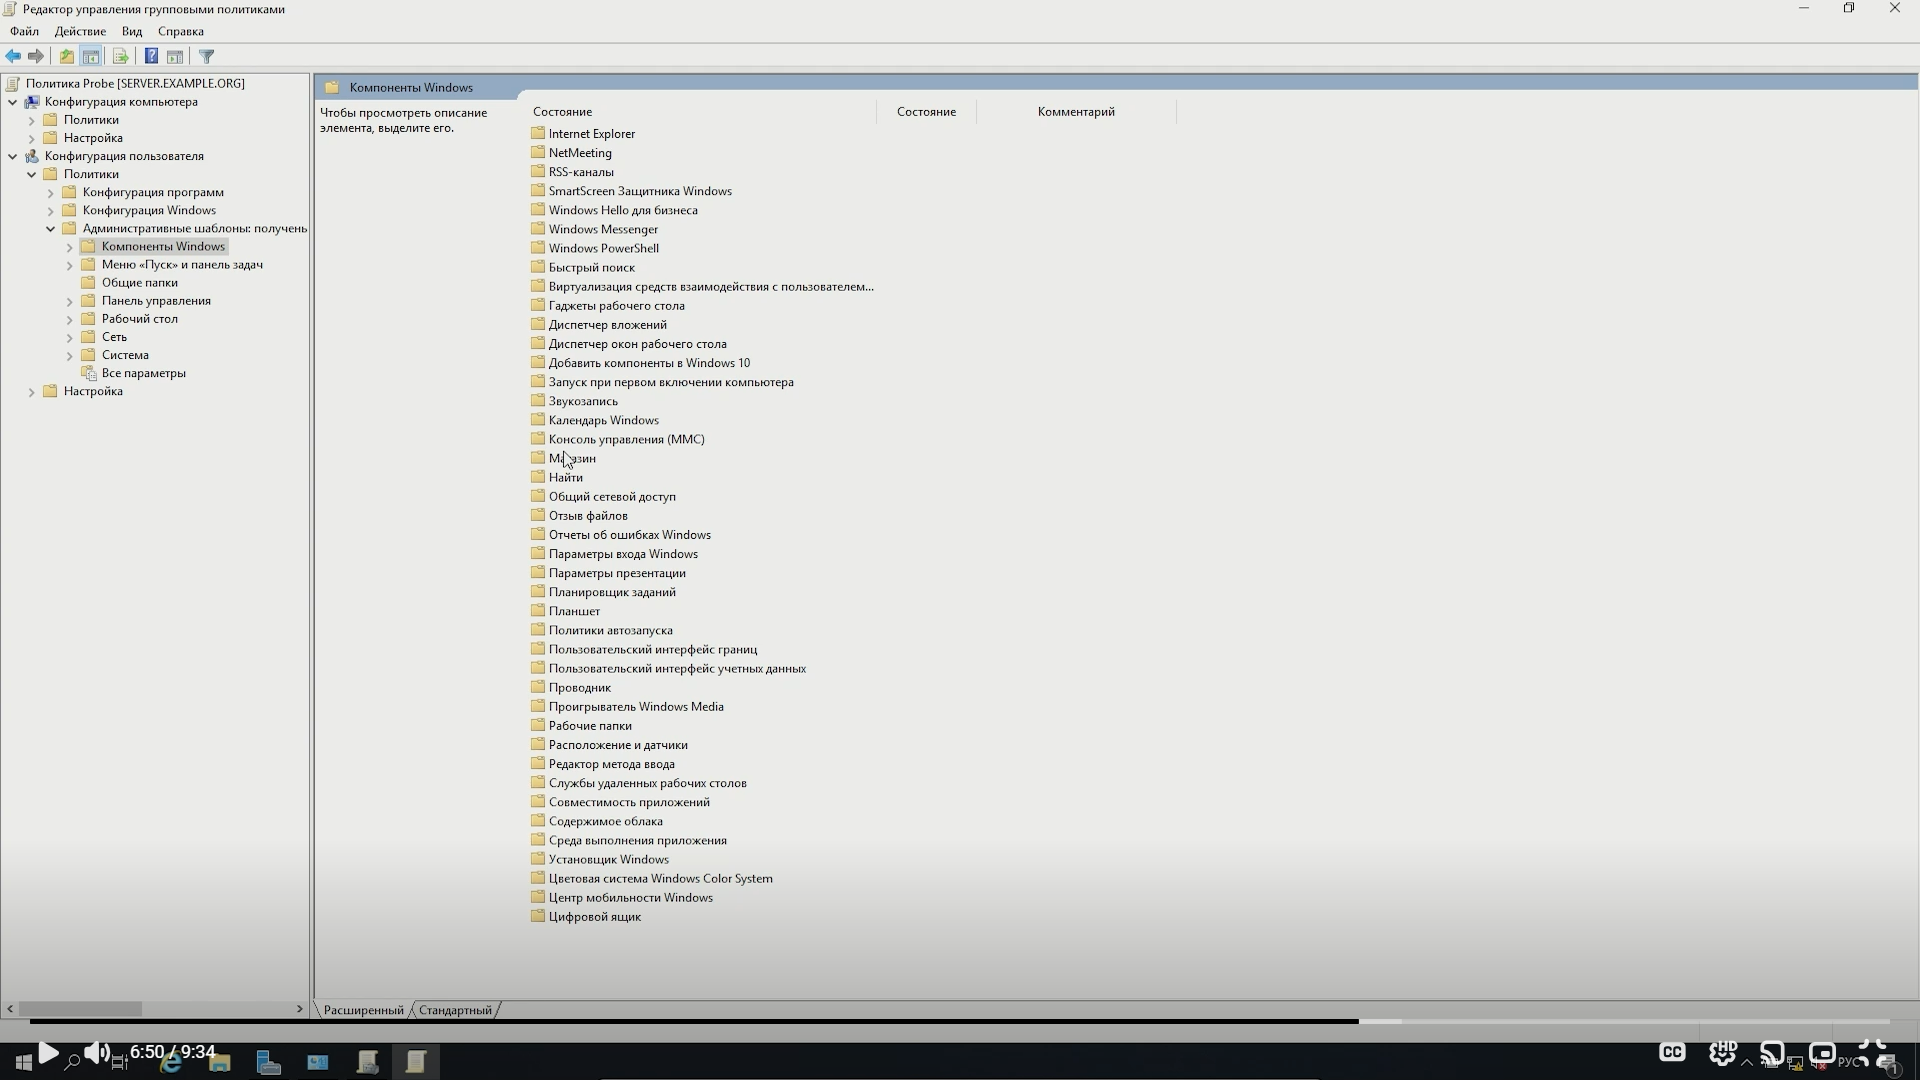 Редактор управления групповыми политиками
Файл Действие Вид Справка
Политика Probe [SERVER.EXAMPLE.ORG]
Конфигурация компьютера
Политики
Настройка
Конфигурация пользователя
Политики
Конфигурация программ
Конфигурация Windows
Административные шаблоны: получень
Компоненты Windows
Меню «Пуск» и панель задач
Общие папки
Панель управления
Рабочий стол
Сеть
Система
Все параметры
Настройка
Компоненты Windows
Чтобы просмотреть описание
элемента, выделите его.
Состояние Состояние Комментарий
Internet Explorer
NetMeeting
RSS-каналы
SmartScreen Защитника Windows
Windows Hello для бизнеса
Windows Messenger
Windows PowerShell
Быстрый поиск
Виртуализация средств взаимодействия с пользователем...
Гаджеты рабочего стола
Диспетчер вложений
Диспетчер окон рабочего стола
Добавить компоненты в Windows 10
Запуск при первом включении компьютера
Звукозапись
Календарь Windows
Консоль управления (MMC)
Магазин
Найти
Общий сетевой доступ
Отзыв файлов
Отчеты об ошибках Windows
Параметры входа Windows
Параметры презентации
Планировщик заданий
Планшет
Политики автозапуска
Пользовательский интерфейс границ
Пользовательский интерфейс учетных данных
Проводник
Проигрыватель Windows Media
Рабочие папки
Расположение и датчики
Редактор метода ввода
Службы удаленных рабочих столов
Совместимость приложений
Содержимое облака
Среда выполнения приложения
Установщик Windows
Цветовая система Windows Color System
Центр мобильности Windows
Цифровой ящик
Расширенный Стандартный
6:50 / 9:34
CC HD РУС 1